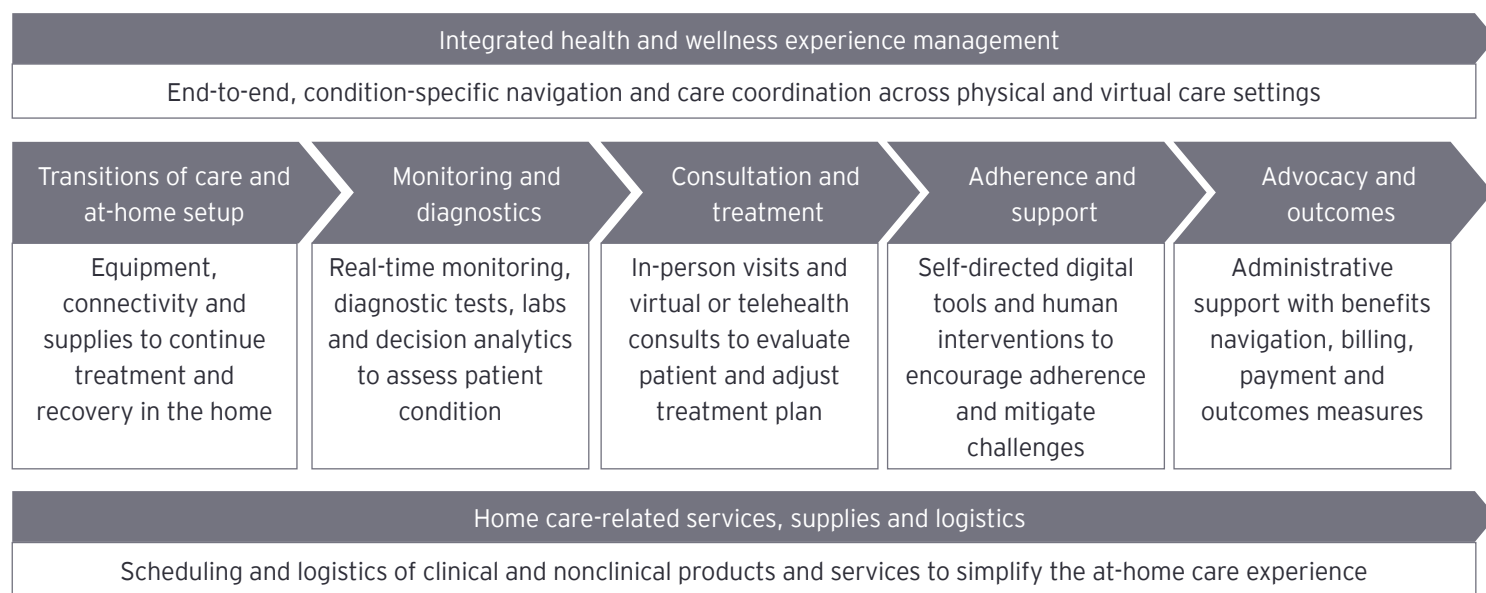 Integrated health and wellness experience management
End-to-end, condition-specific navigation and care coordination across physical and virtual care settings
Transitions of care and
at-home setup
Equipment,
connectivity and
supplies to continue
treatment and
recovery in the home
Monitoring and
diagnostics
Real-time monitoring,
diagnostic tests, labs
and decision analytics
to assess patient
condition
Consultation and
treatment
In-person visits and
virtual or telehealth
consults to evaluate
patient and adjust
treatment plan
Adherence and
support
Self-directed digital
tools and human
interventions to
encourage adherence
and mitigate
challenges
Advocacy and
outcomes
Administrative
support with benefits
navigation, billing,
payment and
outcomes measures
Home care-related services, supplies and logistics
Scheduling and logistics of clinical and nonclinical products and services to simplify the at-home care experience